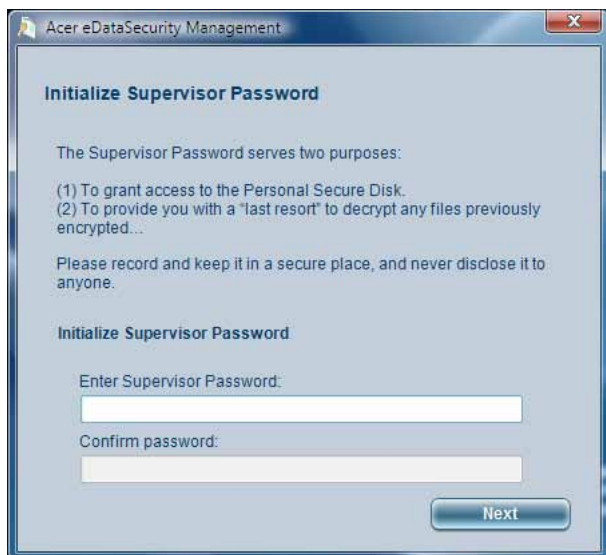 Acer eDataSecurity Management
Initialize Supervisor Password
The Supervisor Password serves two purposes:
(1) To grant access to the Personal Secure Disk.
(2) To provide you with a “last resort” to decrypt any files previously
encrypted...
Please record and keep it in a secure place, and never disclose it to
anyone.
Initialize Supervisor Password
Enter Supervisor Password:
Confirm password:
Next